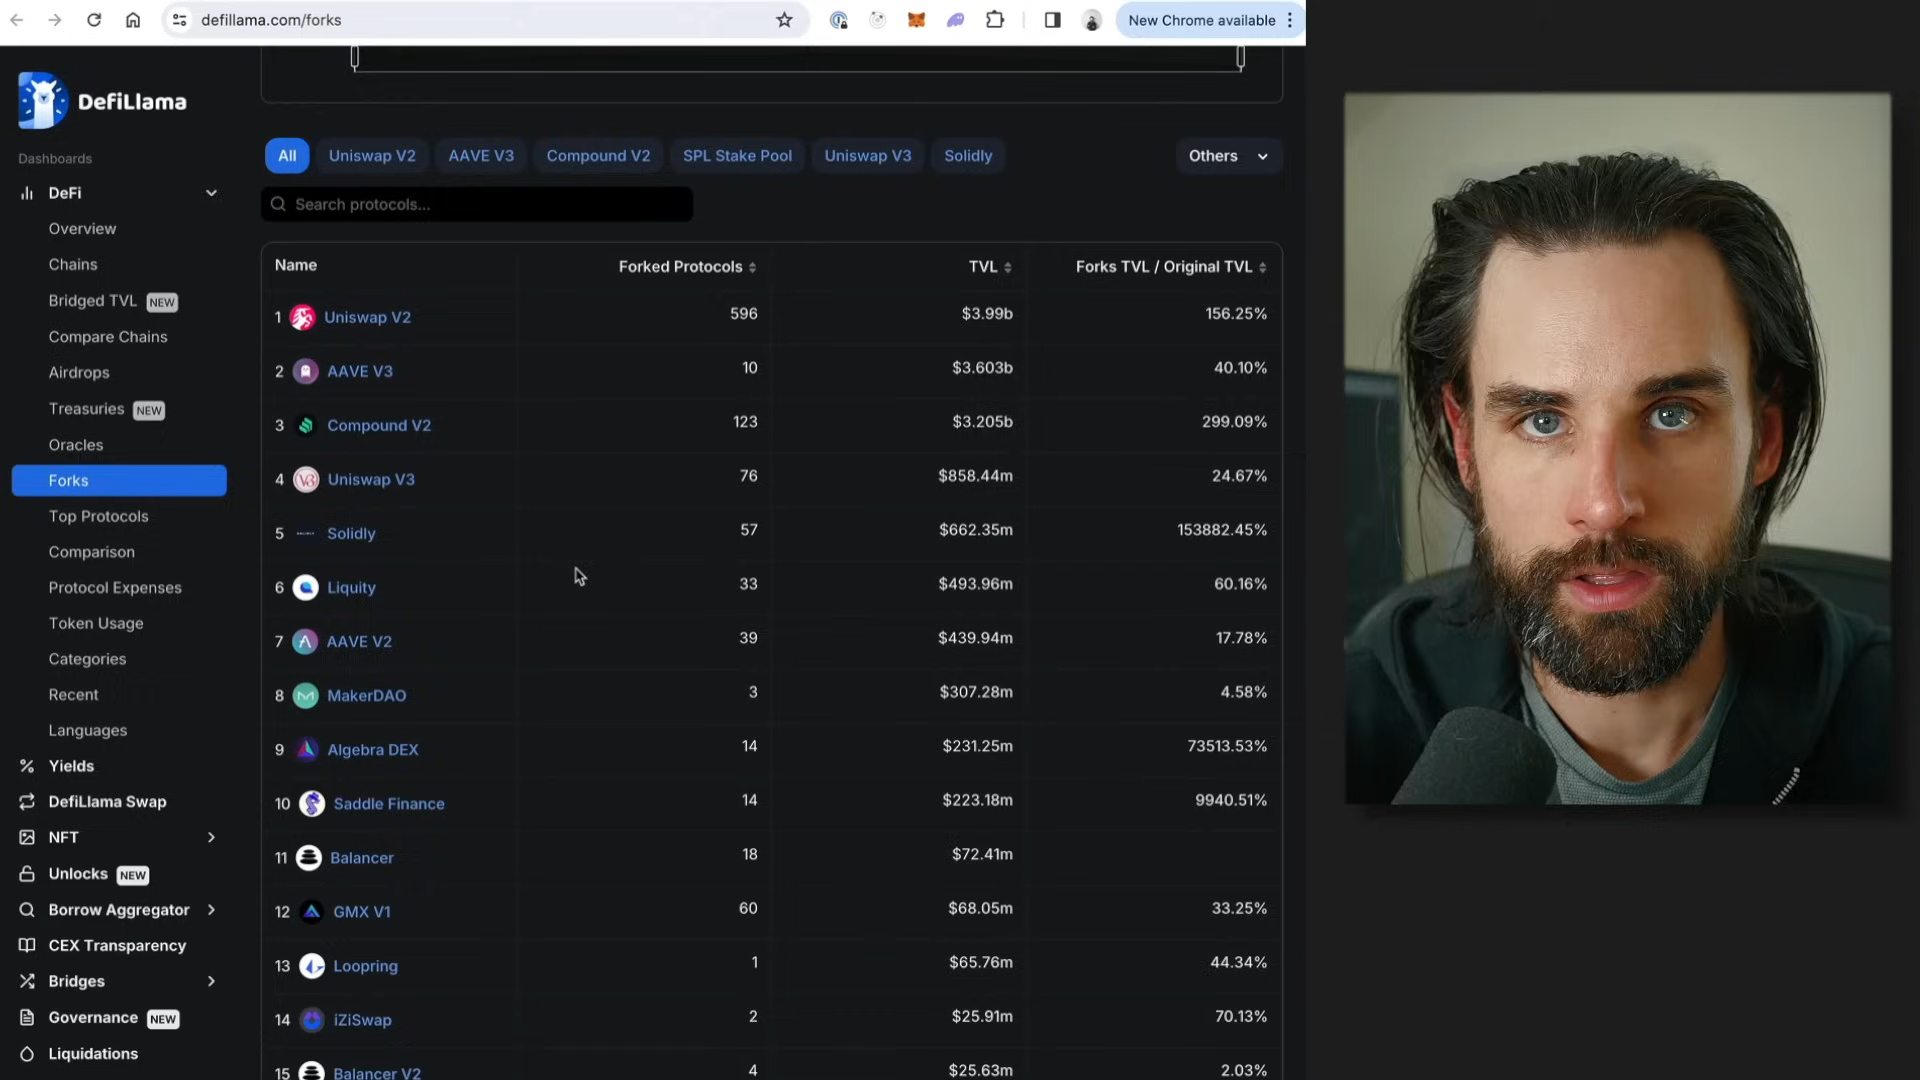 defillama.com/forks
New Chrome available
DefiLlama
Dashboards
DeFi
Overview
Chains
Bridged TVL NEW
Compare Chains
Airdrops
Treasuries NEW
Oracles
Forks
Top Protocols
Comparison
Protocol Expenses
Token Usage
Categories
Recent
Languages
Yields
DefiLlama Swap
NFT
Unlocks NEW
Borrow Aggregator
CEX Transparency
Bridges
Governance NEW
Liquidations
All Uniswap V2 AAVE V3 Compound V2 SPL Stake Pool Uniswap V3 Solidly Others
Search protocols...
Name Forked Protocols TVL Forks TVL / Original TVL
1 Uniswap V2 596 $3.99b 156.25%
2 AAVE V3 10 $3.603b 40.10%
3 Compound V2 123 $3.205b 299.09%
4 Uniswap V3 76 $858.44m 24.67%
5 Solidly 57 $662.35m 153882.45%
6 Liquity 33 $493.96m 60.16%
7 AAVE V2 39 $439.94m 17.78%
8 MakerDAO 3 $307.28m 4.58%
9 Algebra DEX 14 $231.25m 73513.53%
10 Saddle Finance 14 $223.18m 9940.51%
11 Balancer 18 $72.41m
12 GMX V1 60 $68.05m 33.25%
13 Loopring 1 $65.76m 44.34%
14 iZiSwap 2 $25.91m 70.13%
15 Balancer V2 4 $25.63m 2.03%